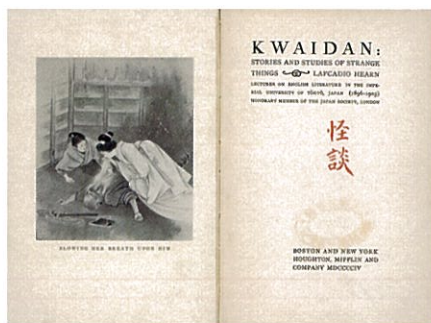 BLOWING HER BREATH UPON HIM
KWAIDAN:
STORIES AND STUDIES OF STRANGE
THINGS LAFCADIO HEARN
LECTURER ON ENGLISH LITERATURE IN THE IMPE-
RIAL UNIVERSITY OF TŌKYŌ, JAPAN (1896-1903)
HONORARY MEMBER OF THE JAPAN SOCIETY, LONDON
怪
談
BOSTON AND NEW YORK
HOUGHTON, MIFFLIN AND
COMPANY MDCCCCIV